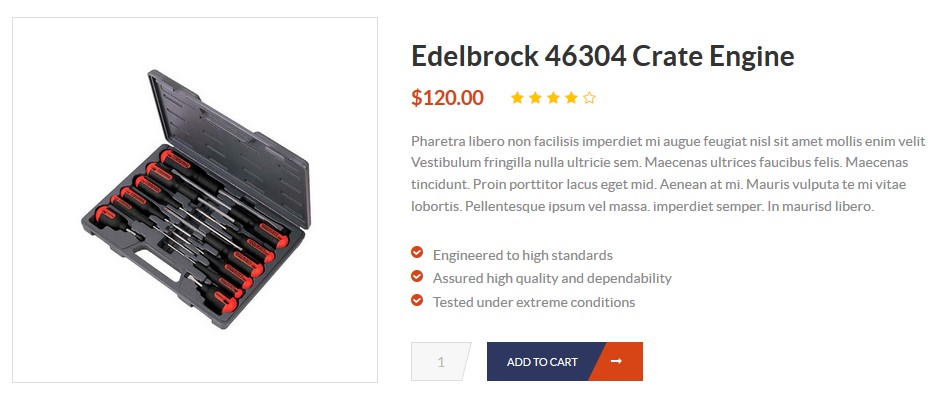 Edelbrock 46304 Crate Engine
$120.00
Pharetra libero non facilisis imperdiet mi augue feugiat nisl sit amet mollis enim velit
Vestibulum fringilla nulla ultricie sem. Maecenas ultrices faucibus felis. Maecenas
tincidunt. Proin porttitor lacus eget mid. Aenean at mi. Mauris vulputa te mi vitae
lobortis. Pellentesque ipsum vel massa. imperdiet semper. In maurisd libero.
Engineered to high standards
Assured high quality and dependability
Tested under extreme conditions
1
ADD TO CART